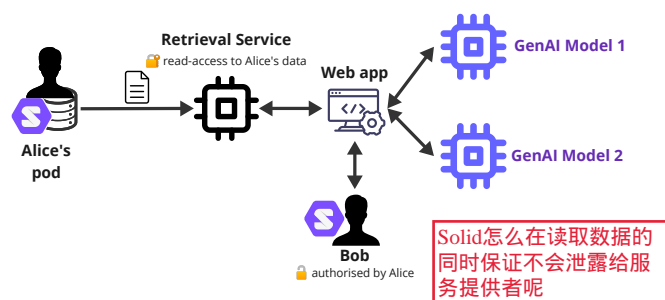 Retrieval Service
🔐 read-access to Alice's data
GenAI Model 1
Web app
</>
S
Alice's
pod
GenAI Model 2
S
Bob
🔓 authorised by Alice
Solid怎么在读取数据的
同时保证不会泄露给服
务提供者呢